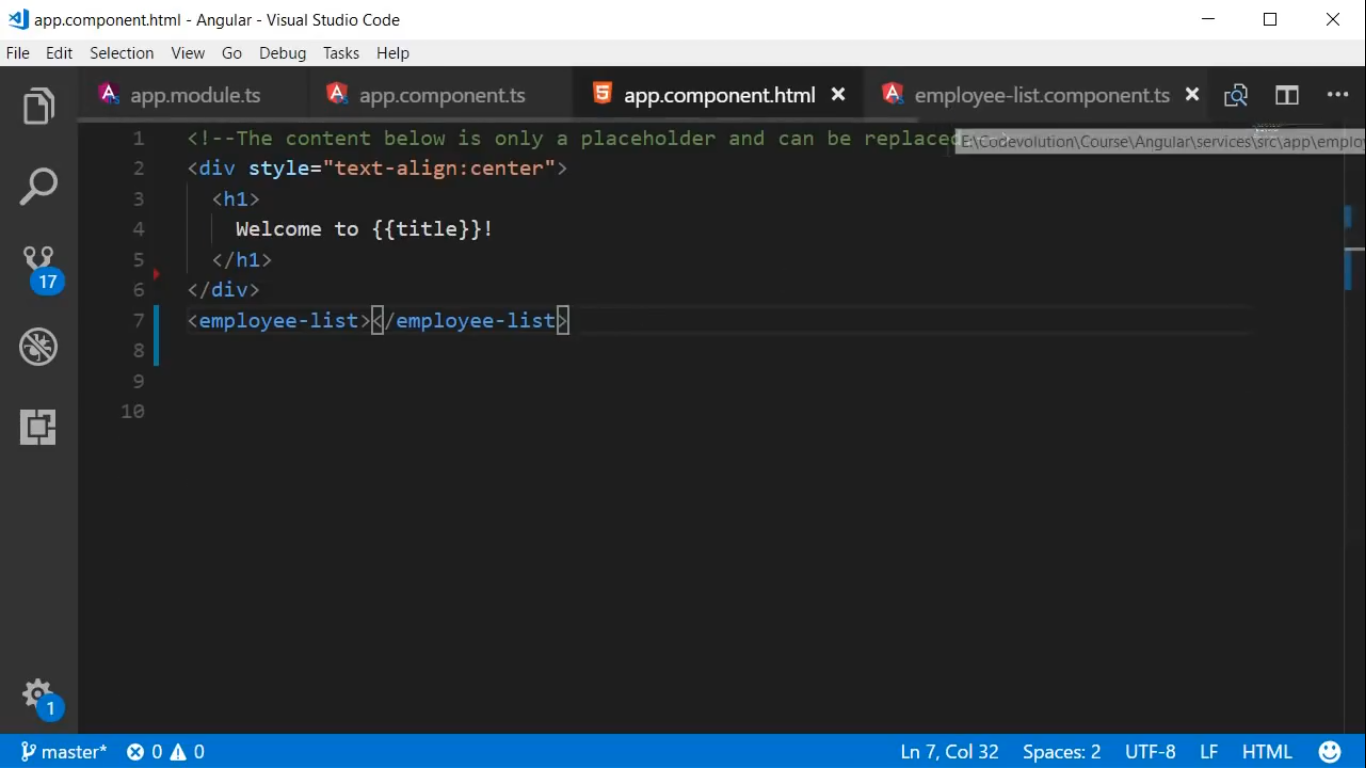 app.component.html - Angular - Visual Studio Code
File Edit Selection View Go Debug Tasks Help
app.module.ts app.component.ts app.component.html employee-list.component.ts
1 <!--The content below is only a placeholder and can be replaced
E:\Codevolution\Course\Angular\services\src\app\emplo
2 <div style="text-align:center">
3 <h1>
4 Welcome to {{title}}!
5 </h1>
6 </div>
7 <employee-list></employee-list>
8
9
10
17
1
master* 0 0 Ln 7, Col 32 Spaces: 2 UTF-8 LF HTML